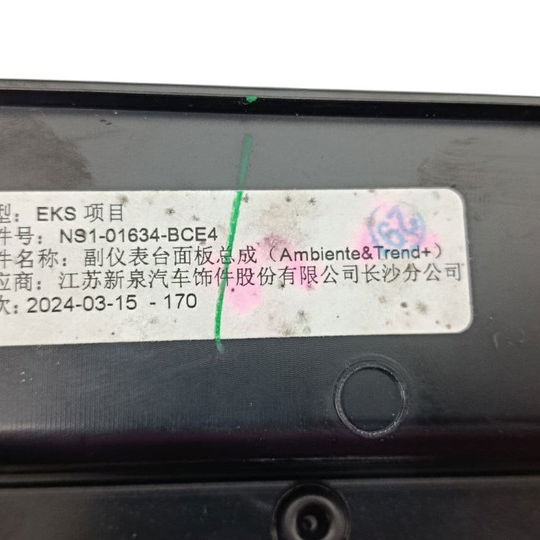 型: EKS 项目
件号: NS1-01634-BCE4
件名称: 副仪表台面板总成 (Ambiente&Trend+)
应商: 江苏新泉汽车饰件股份有限公司长沙分公司
次: 2024-03-15 - 170